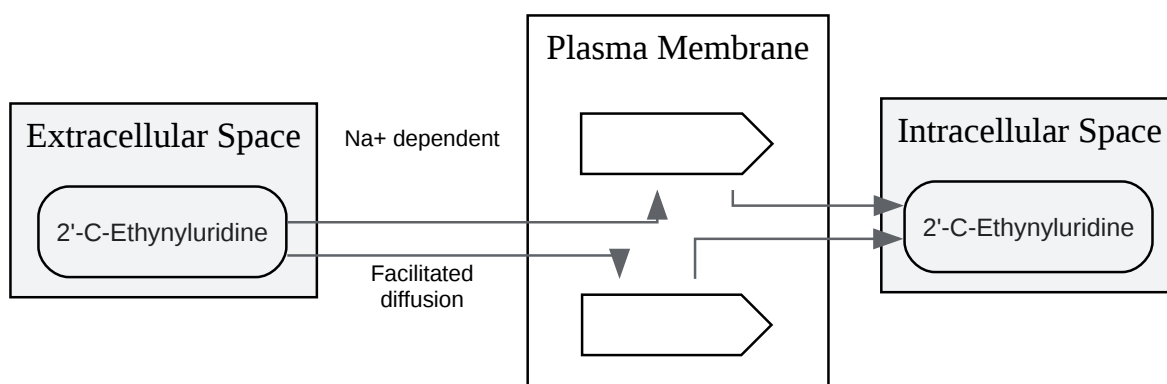 Plasma Membrane
Extracellular Space
Na+ dependent
Intracellular Space
2'-C-Ethynyluridine
2'-C-Ethynyluridine
Facilitated
diffusion